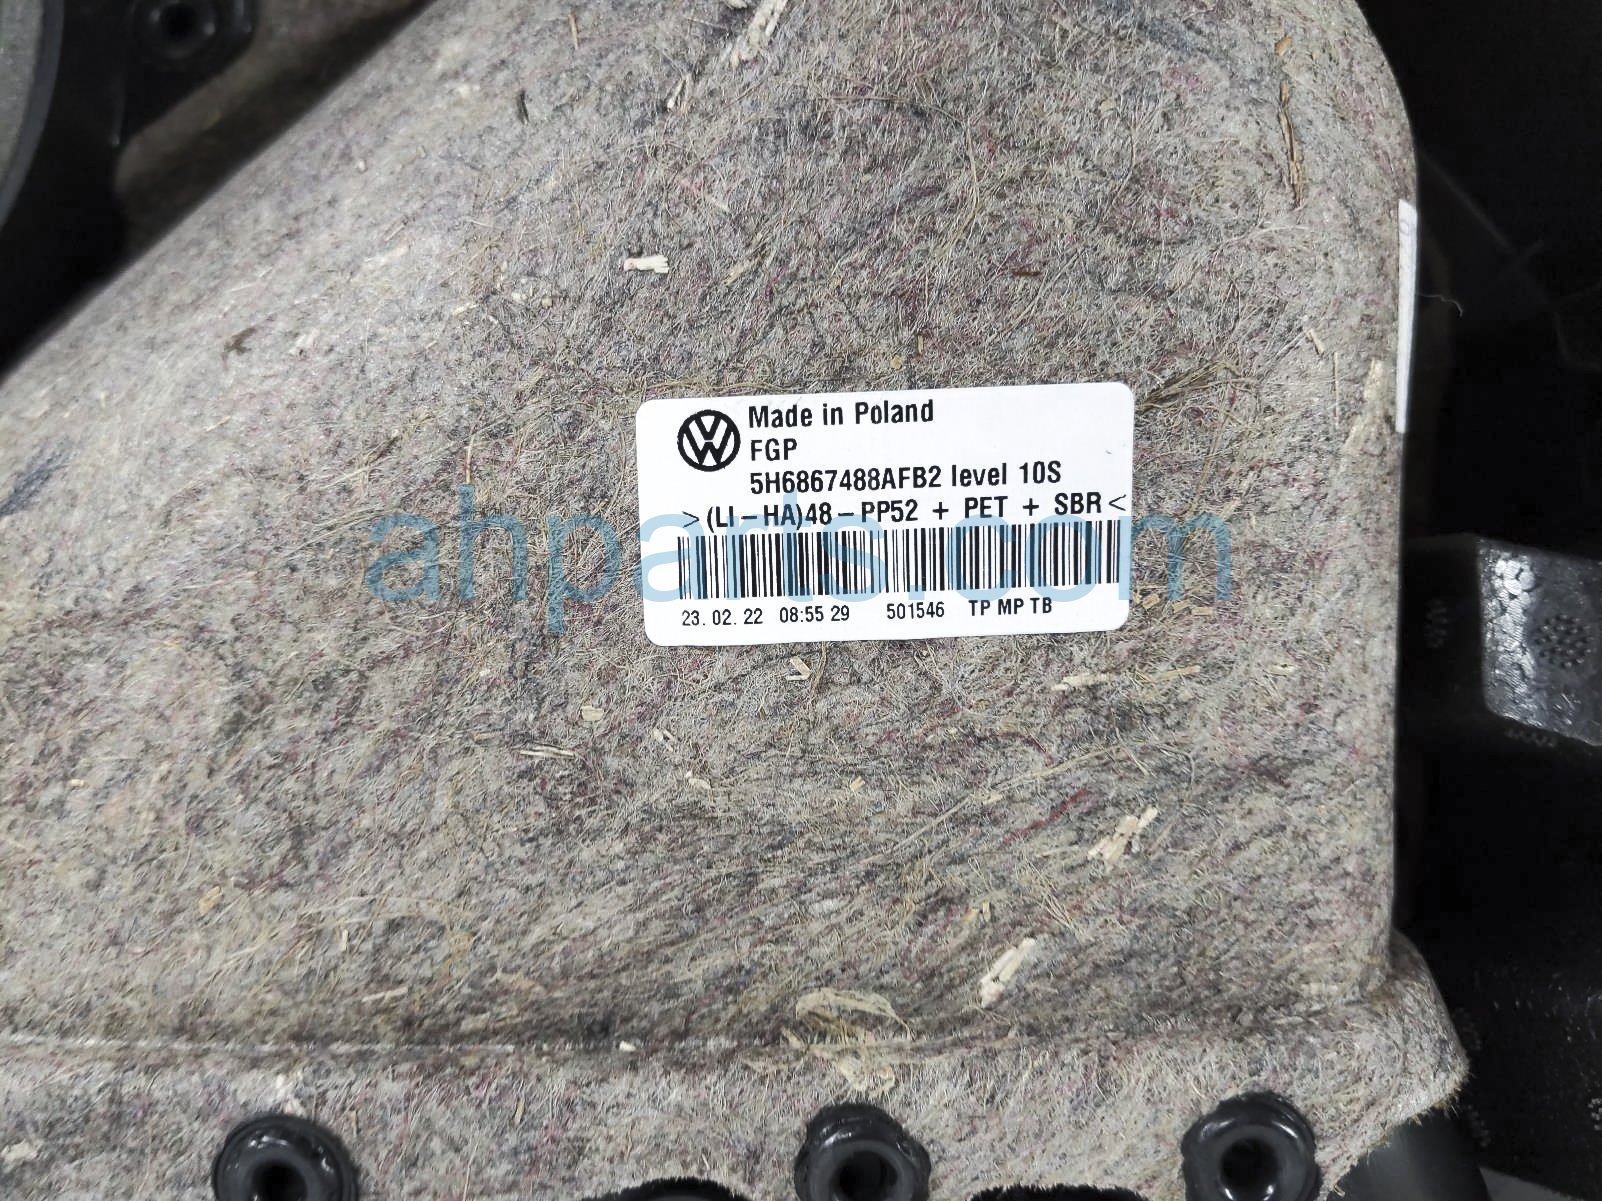 Made in Poland
FGP
5H6867488AFB2 level 10S
>(LI-HA)48-PP52 + PET + SBR<
23. 02. 22 08:55 29 501546 TP MP TB
ahparts.com